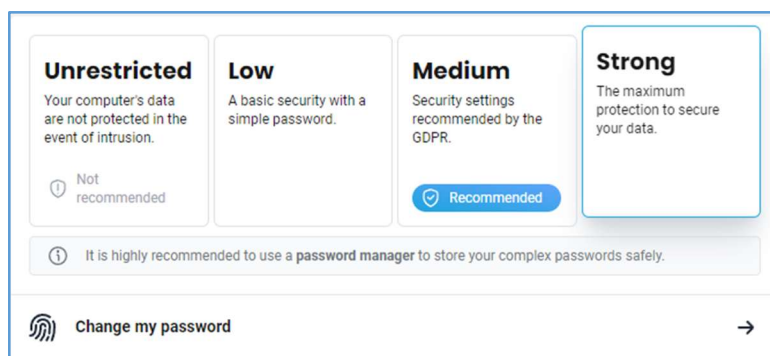 Unrestricted
Your computer's data
are not protected in the
event of intrusion.
Not
recommended
Low
A basic security with a
simple password.
Medium
Security settings
recommended by the
GDPR.
Recommended
Strong
The maximum
protection to secure
your data.
It is highly recommended to use a password manager to store your complex passwords safely.
Change my password